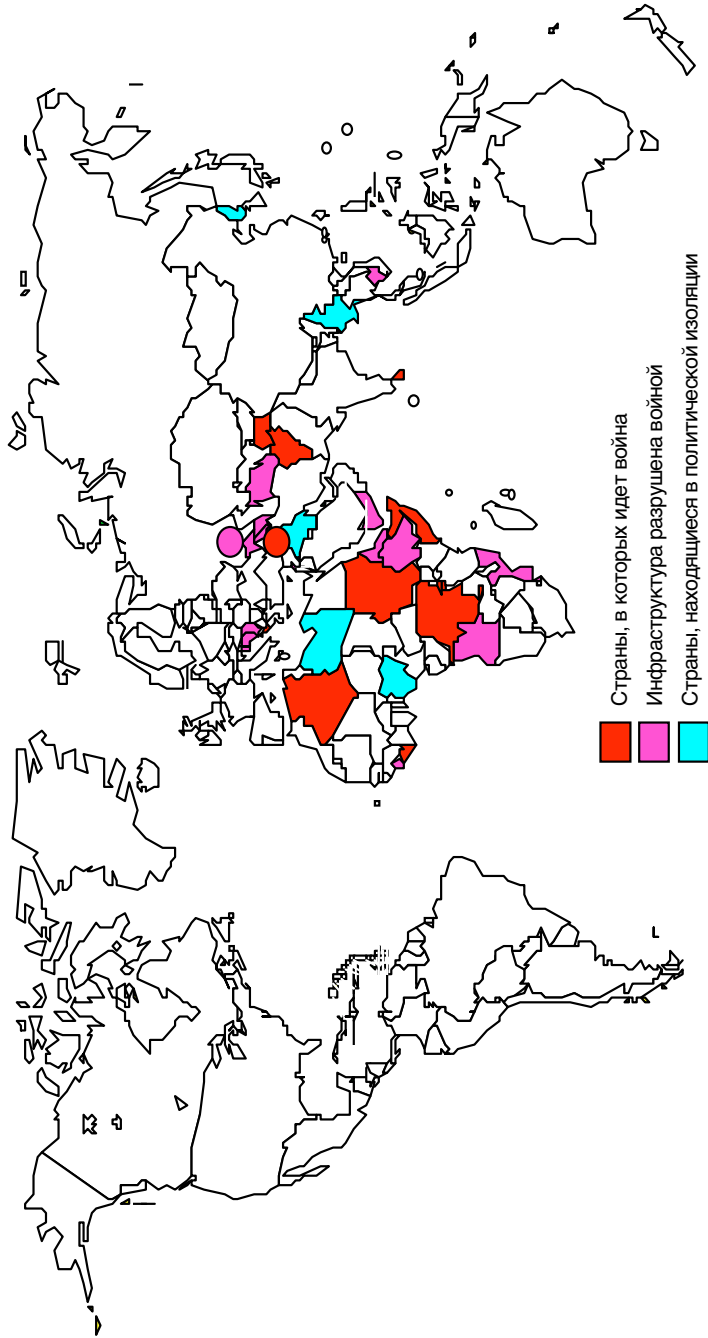 Страны, в которых идет война
Инфраструктура разрушена войной
Страны, находящиеся в политической изоляции